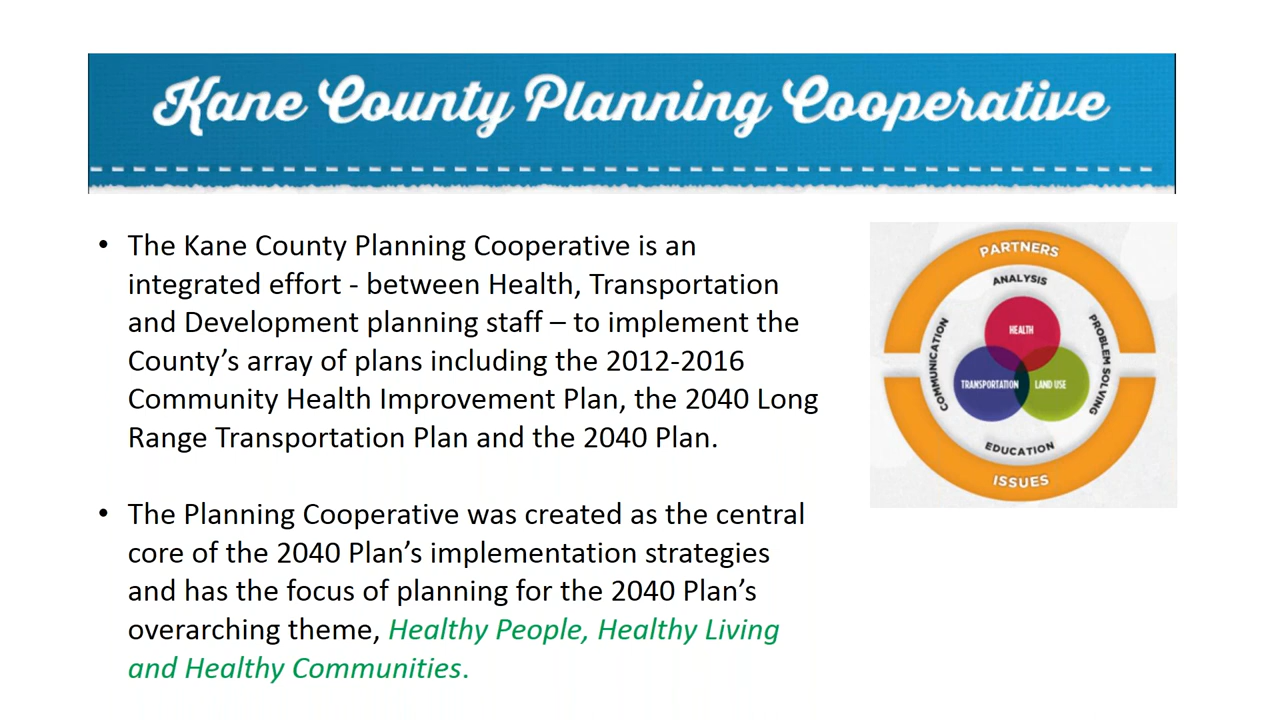 Kane County Planning Cooperative
• The Kane County Planning Cooperative is an
integrated effort - between Health, Transportation
and Development planning staff – to implement the
County’s array of plans including the 2012-2016
Community Health Improvement Plan, the 2040 Long
Range Transportation Plan and the 2040 Plan.
• The Planning Cooperative was created as the central
core of the 2040 Plan’s implementation strategies
and has the focus of planning for the 2040 Plan’s
overarching theme, Healthy People, Healthy Living
and Healthy Communities.
PARTNERS
ANALYSIS
HEALTH
COMMUNICATION
PROBLEM SOLVING
TRANSPORTATION
LAND USE
EDUCATION
ISSUES